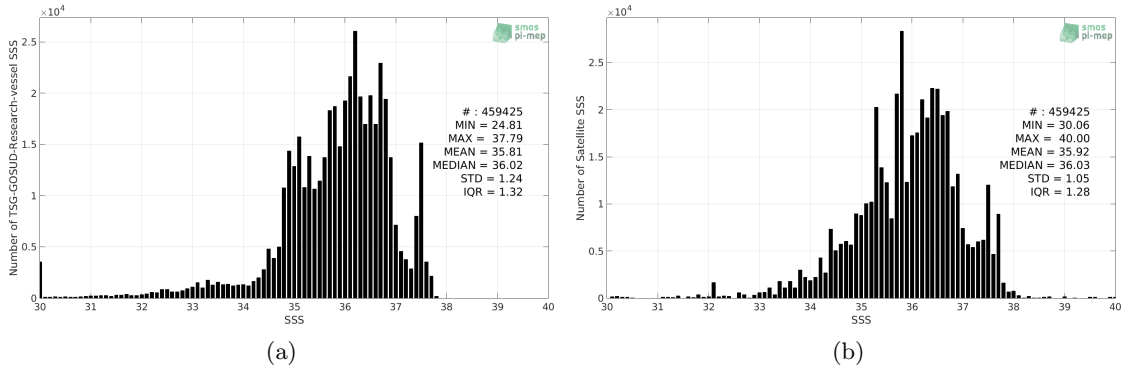 ×10⁴
smos
pi-mep
2.5
2
1.5
1
0.5
0
Number of TSG-GOSUD-Research-vessel SSS
# : 459425
MIN = 24.81
MAX = 37.79
MEAN = 35.81
MEDIAN = 36.02
STD = 1.24
IQR = 1.32
30 31 32 33 34 35 36 37 38 39 40
SSS
(a)
×10⁴
smos
pi-mep
2.5
2
1.5
1
0.5
0
Number of Satellite SSS
# : 459425
MIN = 30.06
MAX = 40.00
MEAN = 35.92
MEDIAN = 36.03
STD = 1.05
IQR = 1.28
30 31 32 33 34 35 36 37 38 39 40
SSS
(b)